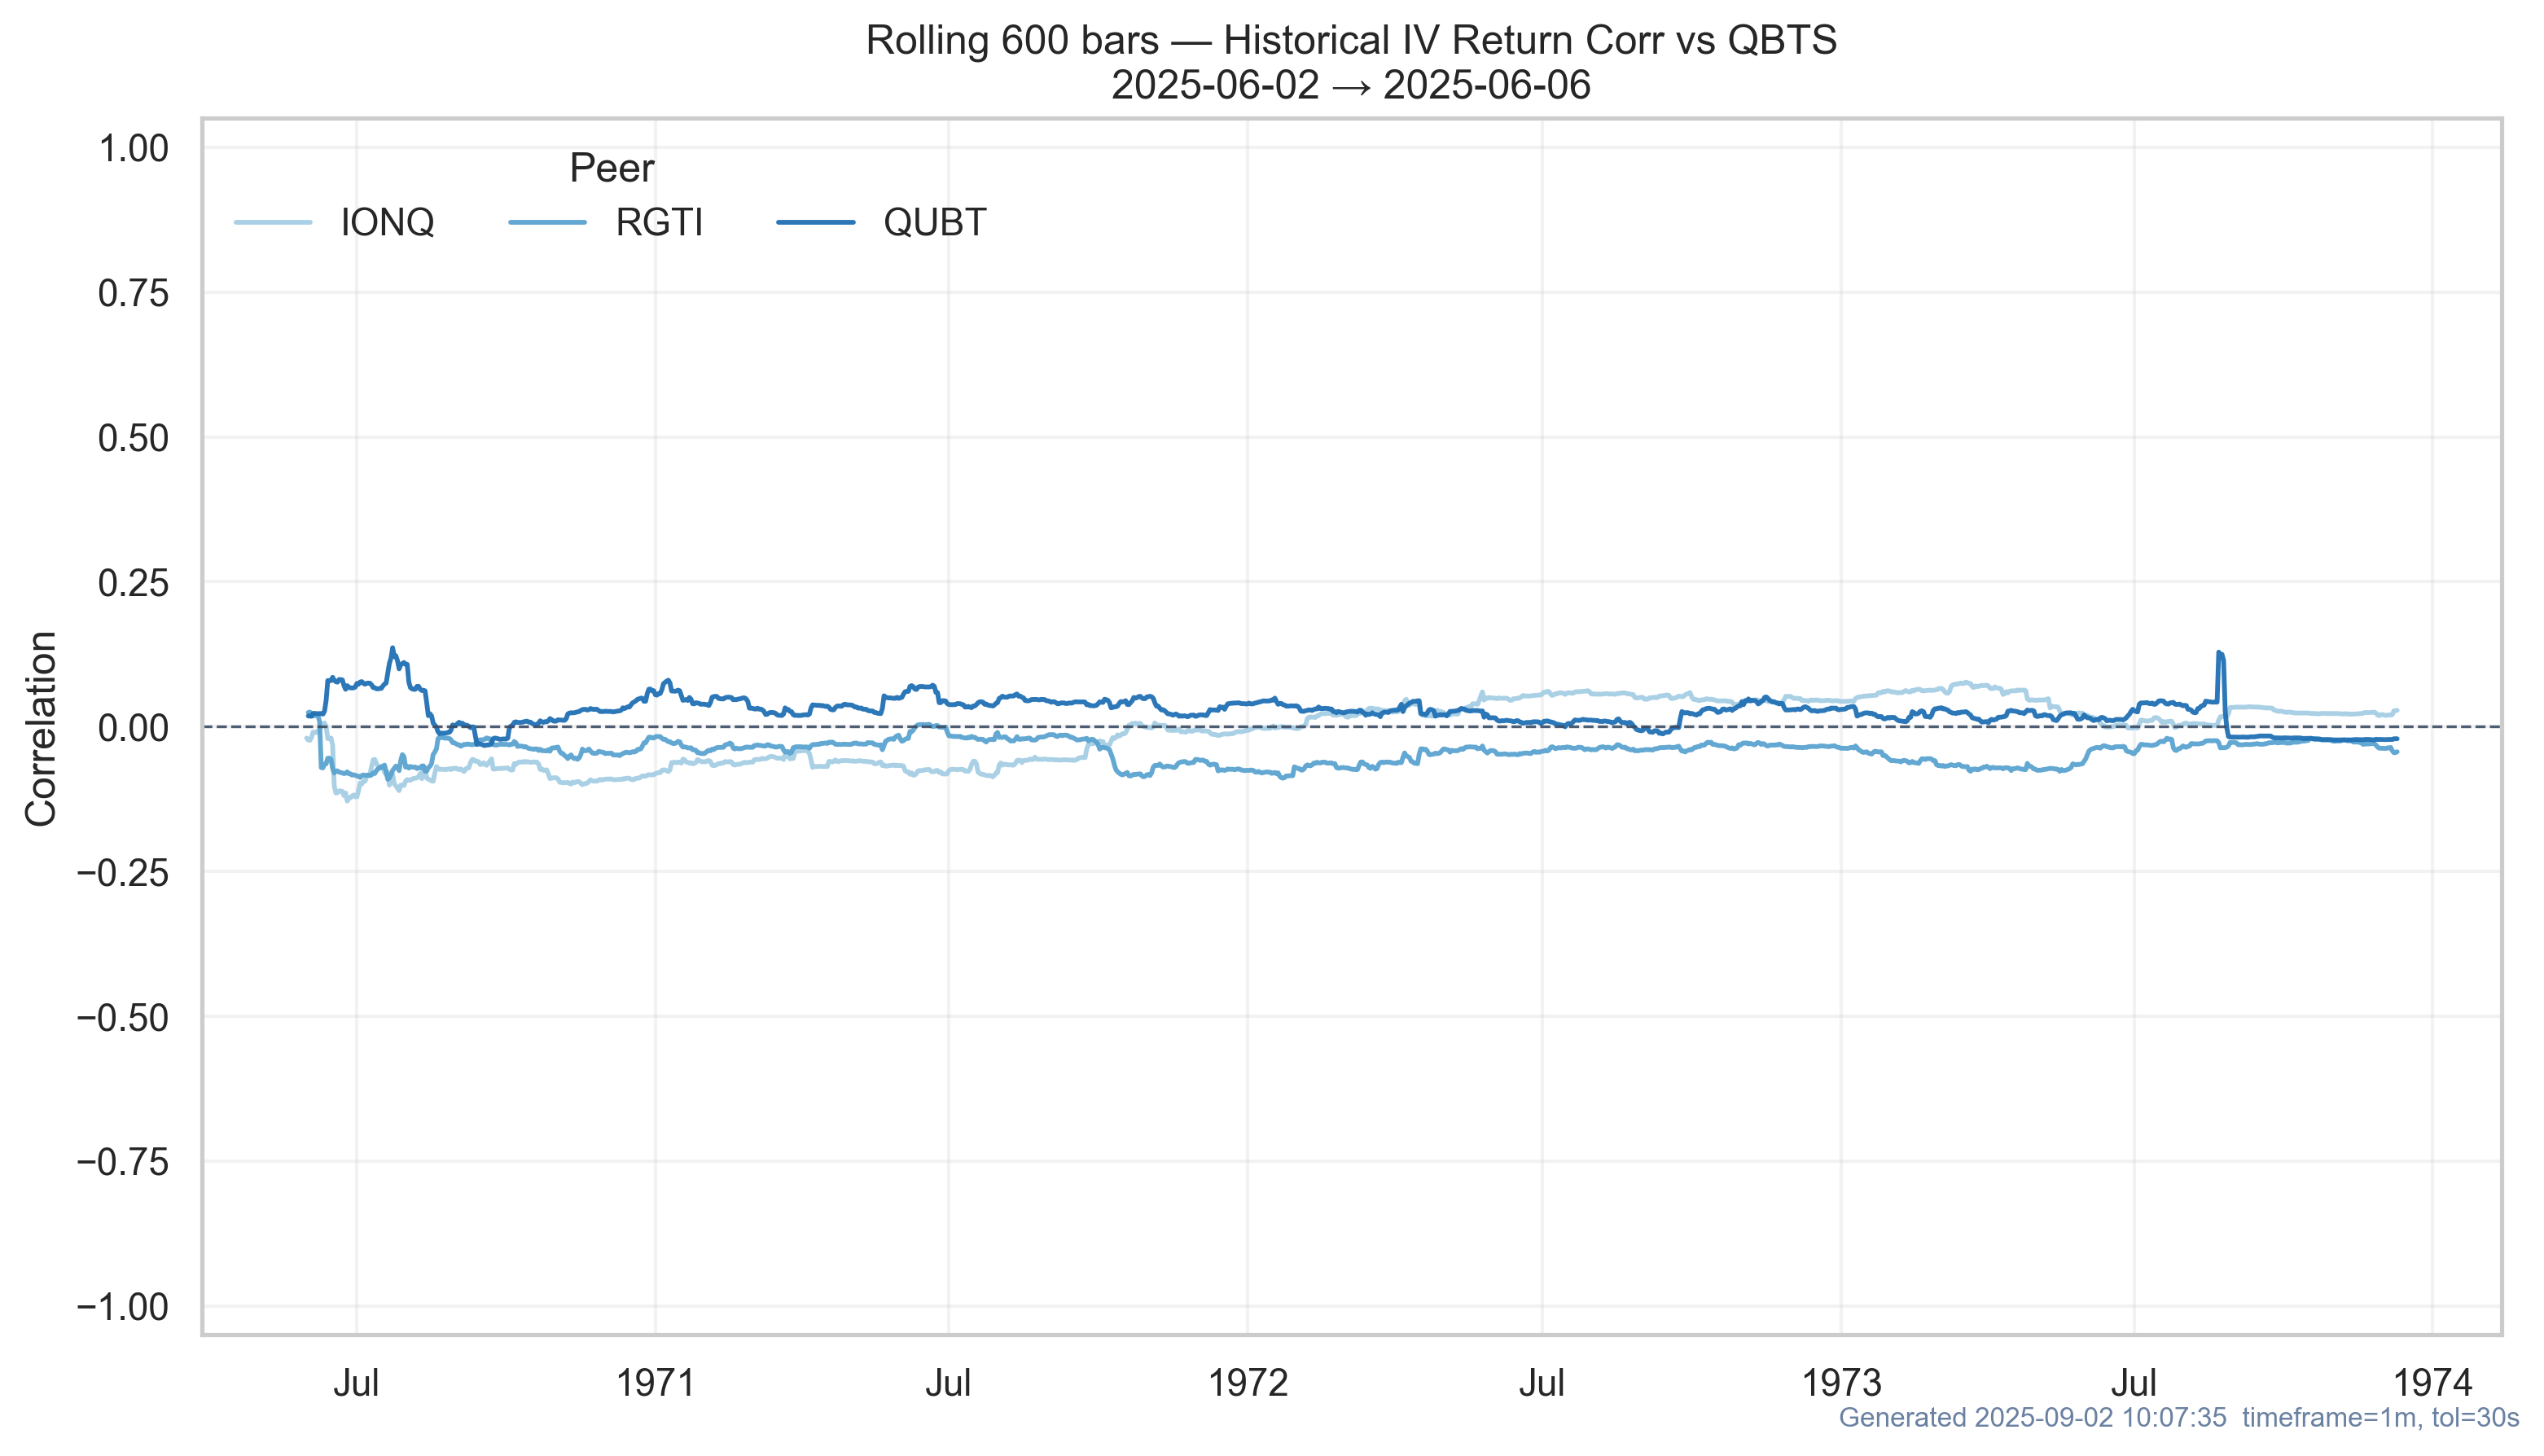 Rolling 600 bars — Historical IV Return Corr vs QBTS
2025-06-02 → 2025-06-06
Peer
IONQ RGTI QUBT
1.00
0.75
0.50
0.25
0.00
−0.25
−0.50
−0.75
−1.00
Correlation
Jul 1971 Jul 1972 Jul 1973 Jul 1974
Generated 2025-09-02 10:07:35 timeframe=1m, tol=30s